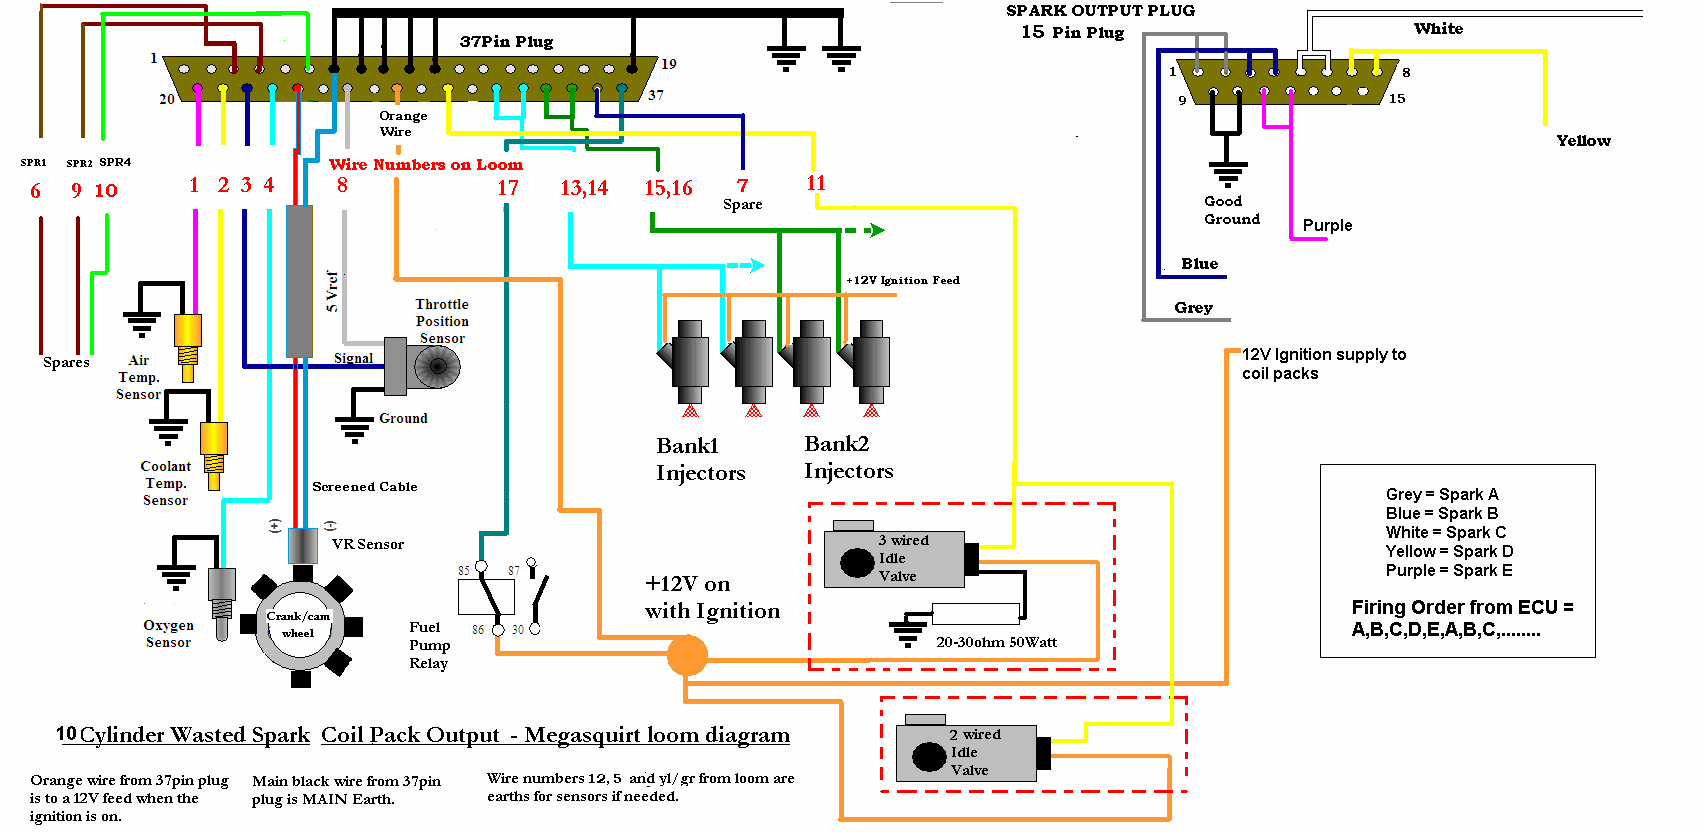 SPARK OUTPUT PLUG
15 Pin Plug
White
37Pin Plug
1
19
20
37
1
8
9
15
Orange
Wire
Yellow
SPR1
SPR2
SPR4
Wire Numbers on Loom
6
9
10
1
2
3
4
8
17
13,14
15,16
7
11
Spare
Good
Ground
Purple
Blue
Grey
5 Vref
+12V Ignition Feed
Throttle
Position
Sensor
Signal
Ground
Spares
Air
Temp.
Sensor
12V Ignition supply to
coil packs
Bank1
Injectors
Bank2
Injectors
Coolant
Temp.
Sensor
Screened Cable
(+)
(-)
VR Sensor
Grey = Spark A
Blue = Spark B
White = Spark C
Yellow = Spark D
Purple = Spark E
Firing Order from ECU =
A,B,C,D,E,A,B,C,........
3 wired
Idle
Valve
85
87
86
30
+12V on
with Ignition
Crank/cam
wheel
Oxygen
Sensor
Fuel
Pump
Relay
20-30ohm 50Watt
2 wired
Idle
Valve
10 Cylinder Wasted Spark Coil Pack Output - Megasquirt loom diagram
Orange wire from 37pin plug
is to a 12V feed when the
ignition is on.
Main black wire from 37pin
plug is MAIN Earth.
Wire numbers 12, 5 and yl/gr from loom are
earths for sensors if needed.